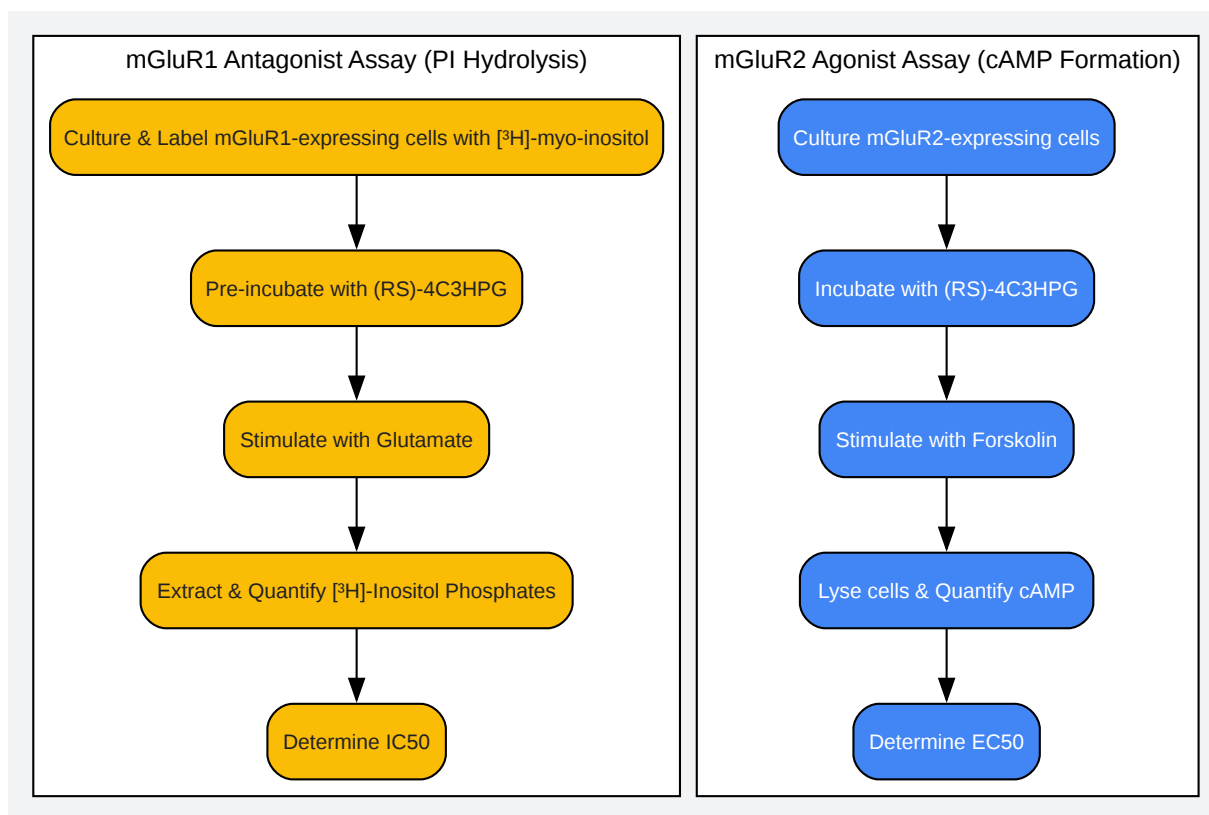 mGluR1 Antagonist Assay (PI Hydrolysis)
Culture & Label mGluR1-expressing cells with [³H]-myo-inositol
Pre-incubate with (RS)-4C3HPG
Stimulate with Glutamate
Extract & Quantify [³H]-Inositol Phosphates
Determine IC50
mGluR2 Agonist Assay (cAMP Formation)
Culture mGluR2-expressing cells
Incubate with (RS)-4C3HPG
Stimulate with Forskolin
Lyse cells & Quantify cAMP
Determine EC50